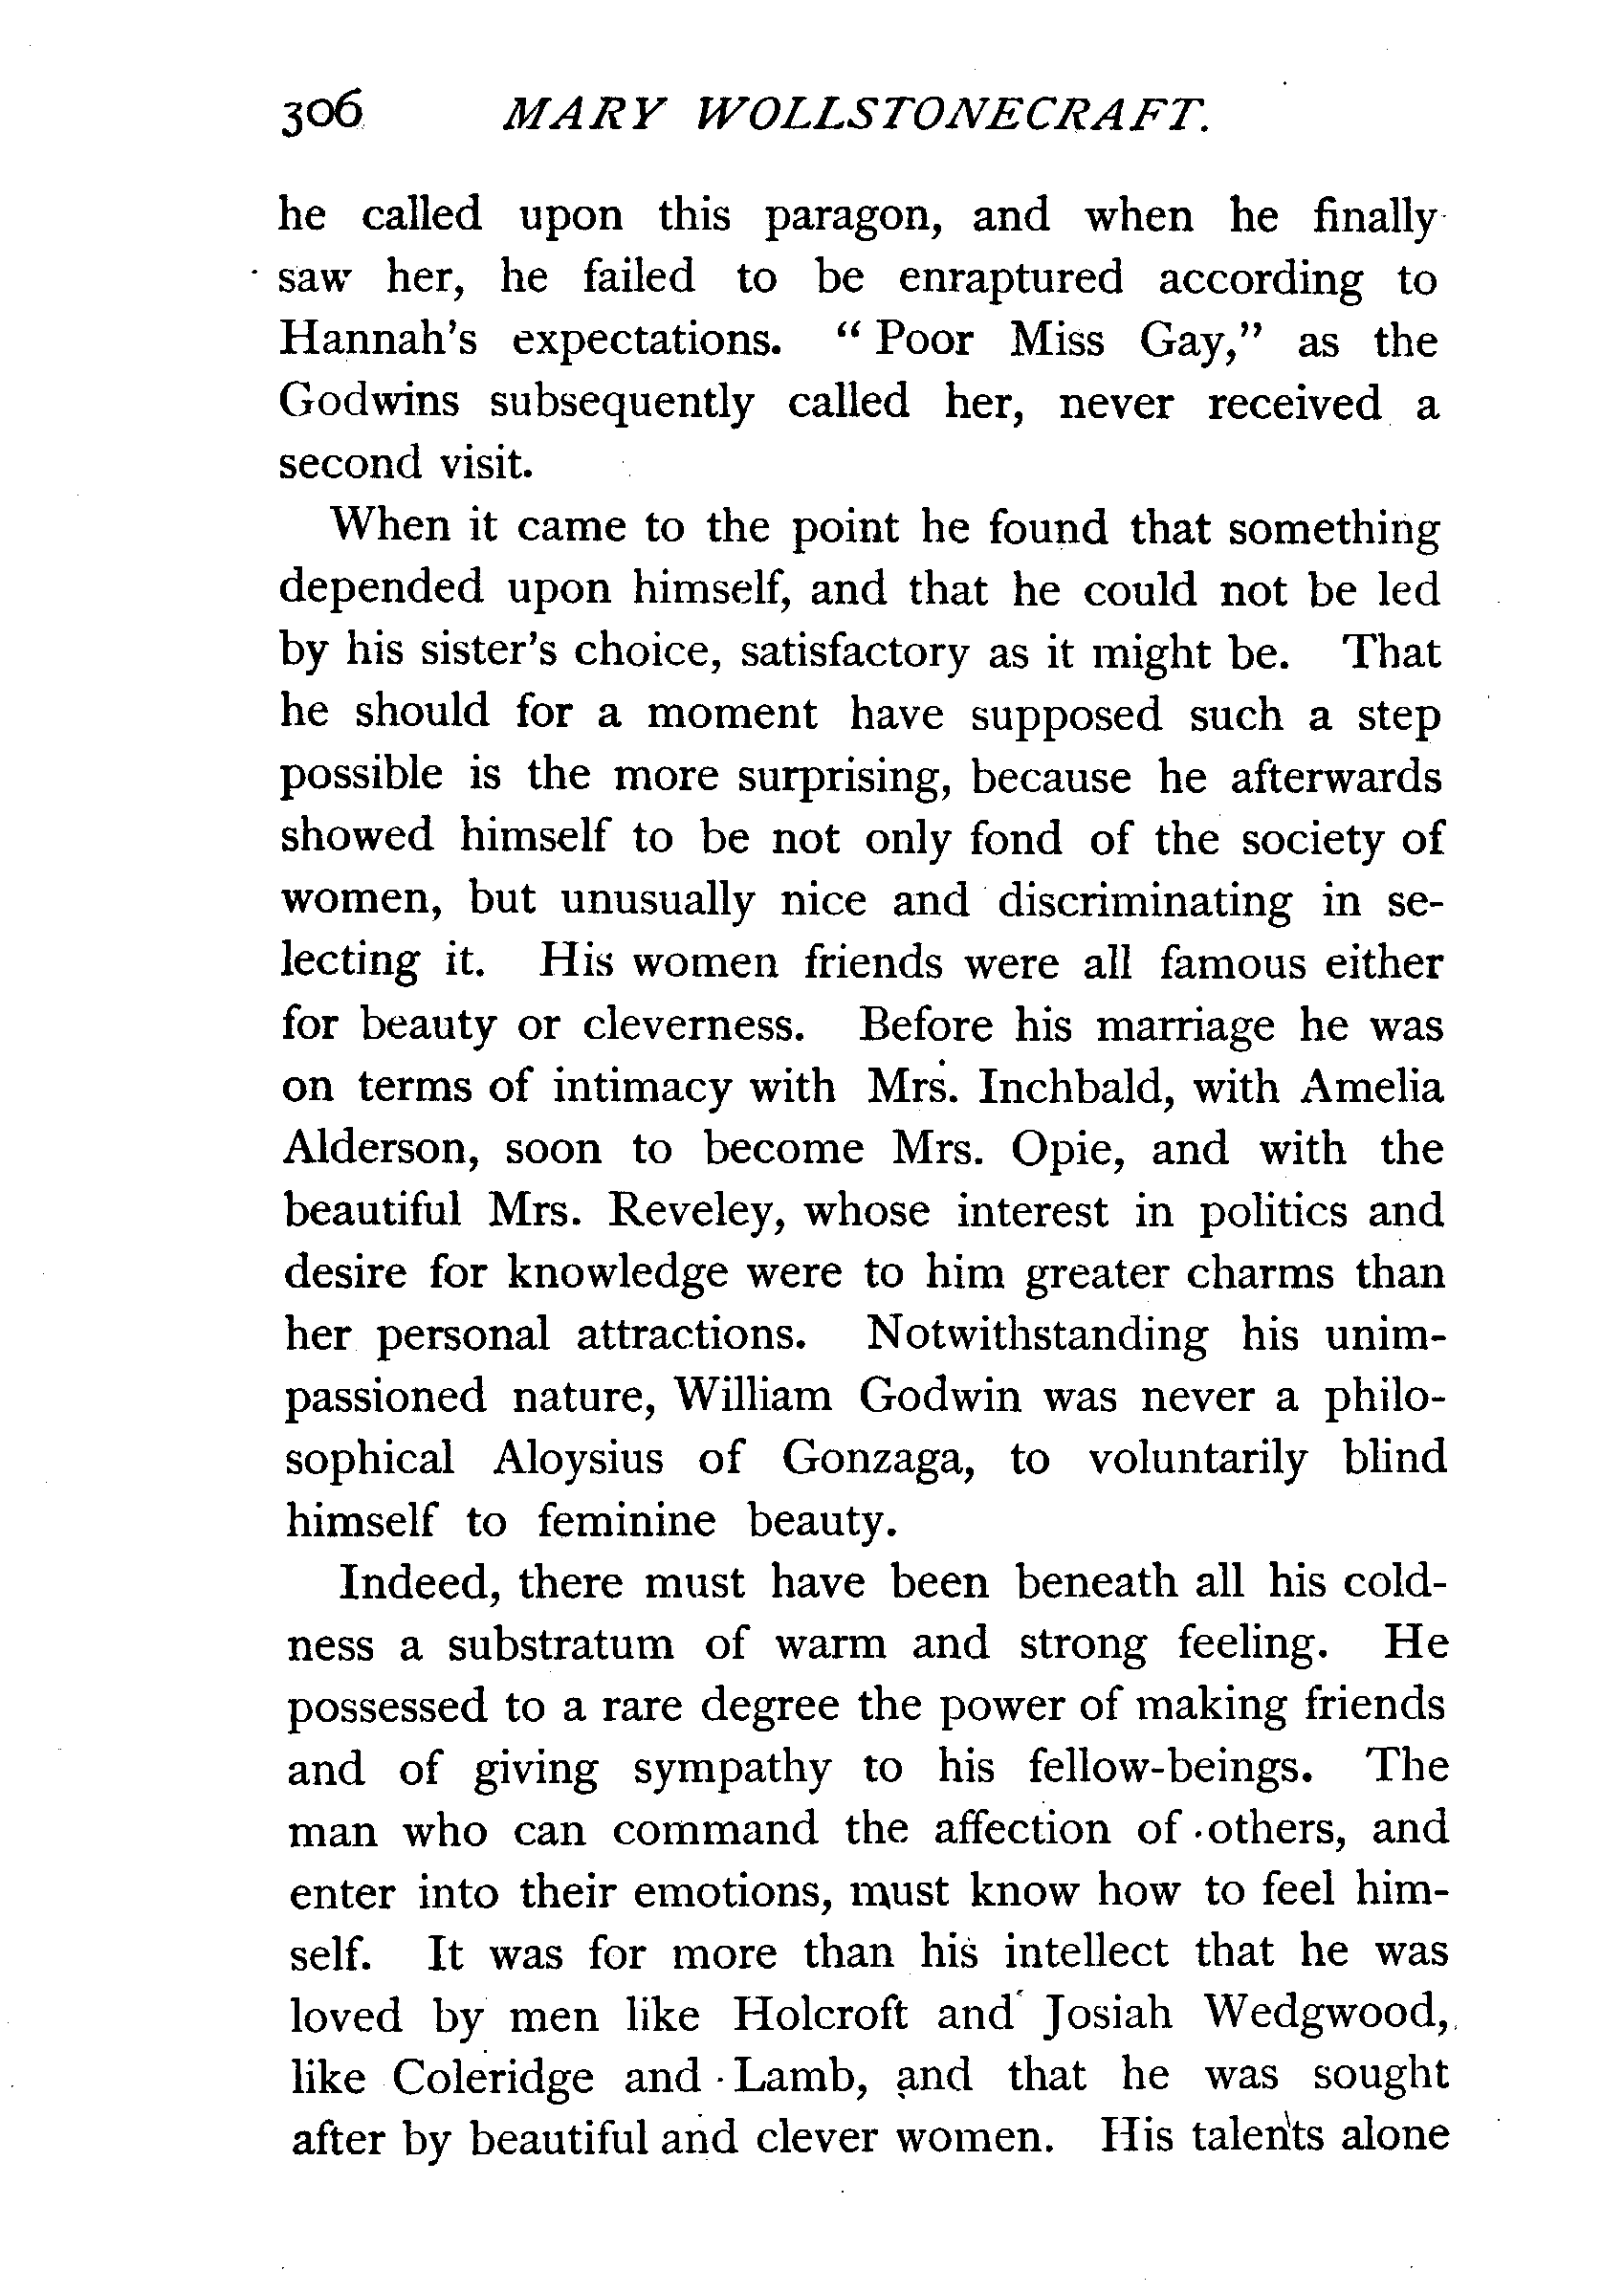 306 MARY WOLLSTONECRAFT.
he called upon this paragon, and when he finally
saw her, he failed to be enraptured according to
Hannah's expectations. “Poor Miss Gay,” as the
Godwins subsequently called her, never received a
second visit.
When it came to the point he found that something
depended upon himself, and that he could not be led
by his sister's choice, satisfactory as it might be. That
he should for a moment have supposed such a step
possible is the more surprising, because he afterwards
showed himself to be not only fond of the society of
women, but unusually nice and discriminating in se-
lecting it. His women friends were all famous either
for beauty or cleverness. Before his marriage he was
on terms of intimacy with Mrs. Inchbald, with Amelia
Alderson, soon to become Mrs. Opie, and with the
beautiful Mrs. Reveley, whose interest in politics and
desire for knowledge were to him greater charms than
her personal attractions. Notwithstanding his unim-
passioned nature, William Godwin was never a philo-
sophical Aloysius of Gonzaga, to voluntarily blind
himself to feminine beauty.
Indeed, there must have been beneath all his cold-
ness a substratum of warm and strong feeling. He
possessed to a rare degree the power of making friends
and of giving sympathy to his fellow-beings. The
man who can command the affection of others, and
enter into their emotions, must know how to feel him-
self. It was for more than his intellect that he was
loved by men like Holcroft and Josiah Wedgwood,
like Coleridge and Lamb, and that he was sought
after by beautiful and clever women. His talents alone